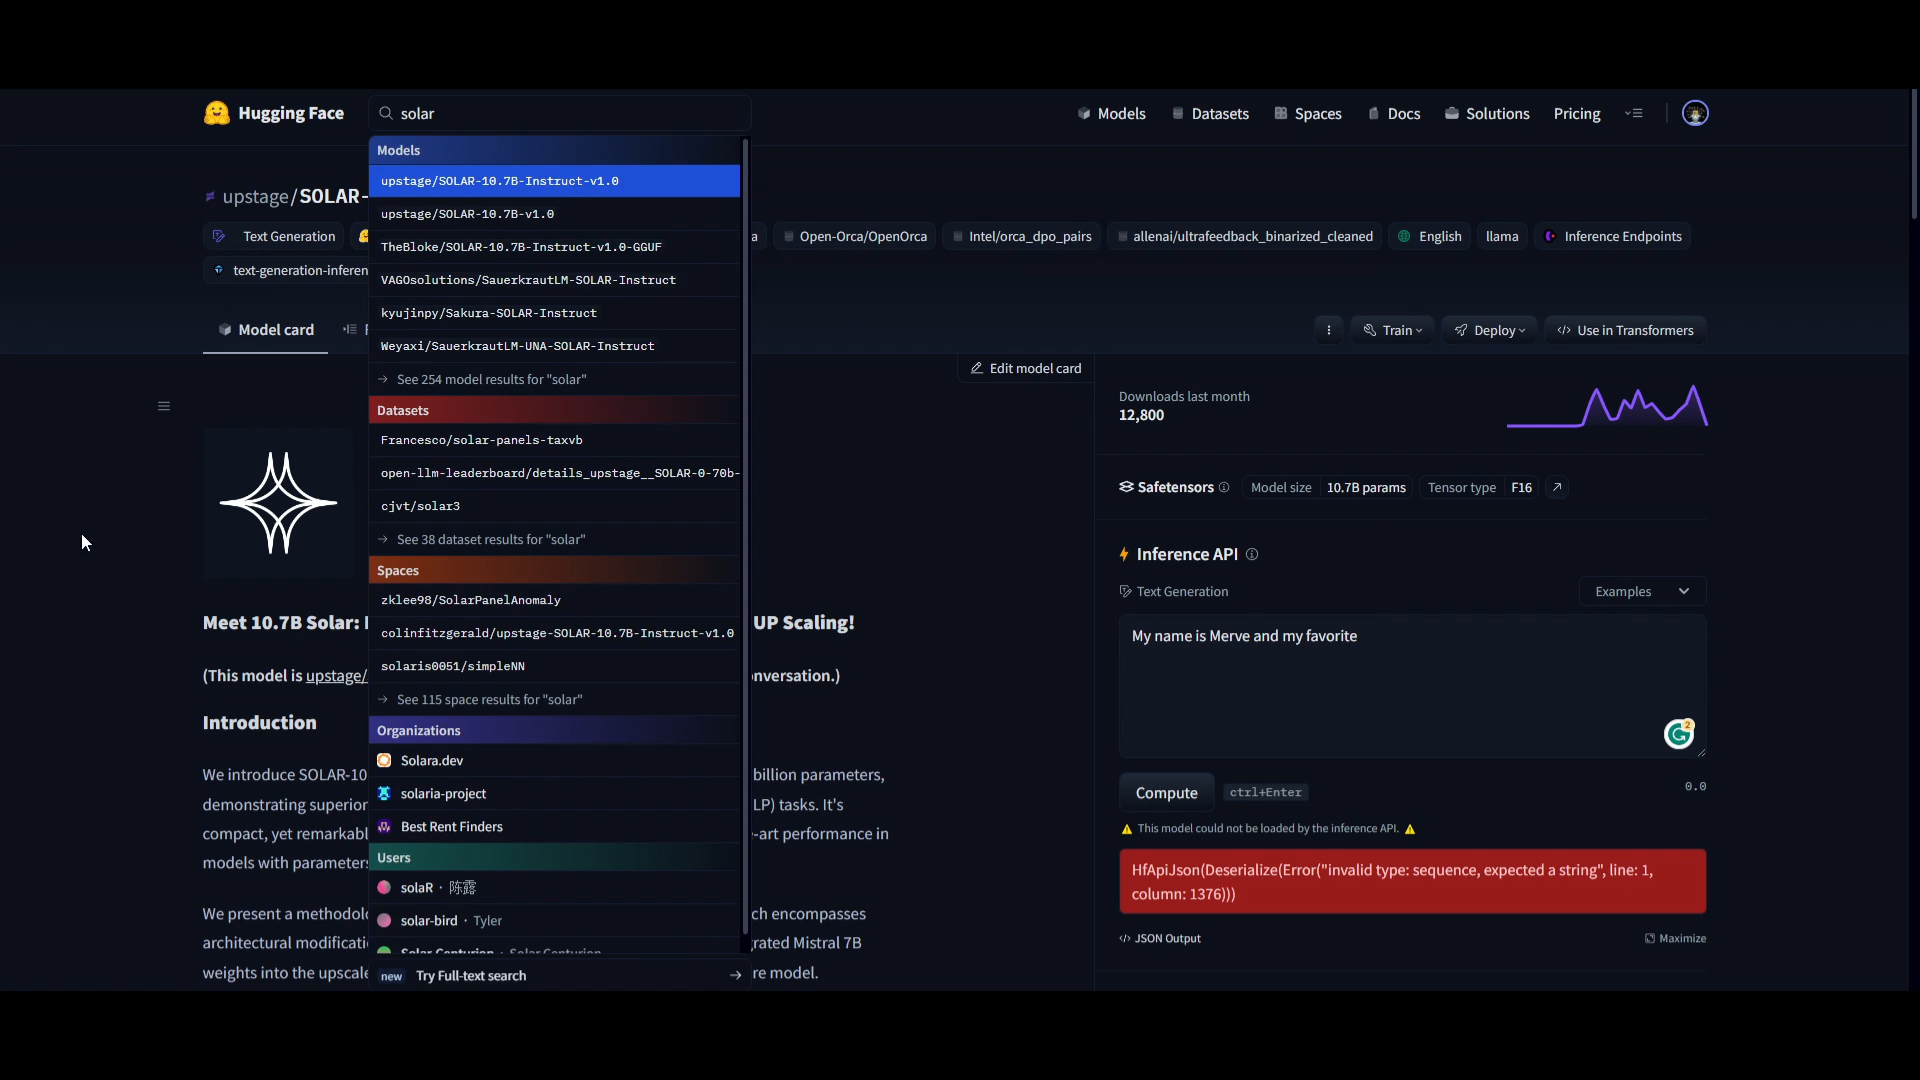 Hugging Face
solar
Models
Datasets
Spaces
Docs
Solutions
Pricing
Models
upstage/SOLAR-10.7B-Instruct-v1.0
upstage/SOLAR-10.7B-v1.0
TheBloke/SOLAR-10.7B-Instruct-v1.0-GGUF
VAGOsolutions/SauerkrautLM-SOLAR-Instruct
kyujinpy/Sakura-SOLAR-Instruct
Weyaxi/SauerkrautLM-UNA-SOLAR-Instruct
→ See 254 model results for "solar"
Datasets
Francesco/solar-panels-taxvb
open-llm-leaderboard/details_upstage__SOLAR-0-70b-
cjvt/solar3
→ See 38 dataset results for "solar"
Spaces
zklee98/SolarPanelAnomaly
colinfitzgerald/upstage-SOLAR-10.7B-Instruct-v1.0
solaris0051/simpleNN
→ See 115 space results for "solar"
Organizations
Solara.dev
solaria-project
Best Rent Finders
Users
solaR · 陈露
solar-bird · Tyler
Solar Centurion · Solar Centurion
new Try Full-text search →
upstage/SOLAR-
Text Generation
a
Open-Orca/OpenOrca
Intel/orca_dpo_pairs
allenai/ultrafeedback_binarized_cleaned
English
llama
Inference Endpoints
text-generation-inferen
Model card
F
Train
Deploy
Use in Transformers
Edit model card
Meet 10.7B Solar: UP Scaling!
(This model is upstage/ nversation.)
Introduction
We introduce SOLAR-10 billion parameters,
demonstrating superior LP) tasks. It's
compact, yet remarkabl -art performance in
models with parameters
We present a methodolo ch encompasses
architectural modificati grated Mistral 7B
weights into the upscale re model.
Downloads last month
12,800
Safetensors
Model size 10.7B params
Tensor type F16
Inference API
Text Generation
Examples
My name is Merve and my favorite
2
Compute
ctrl+Enter
0.0
This model could not be loaded by the inference API.
HfApiJson(Deserialize(Error("invalid type: sequence, expected a string", line: 1,
column: 1376)))
JSON Output
Maximize